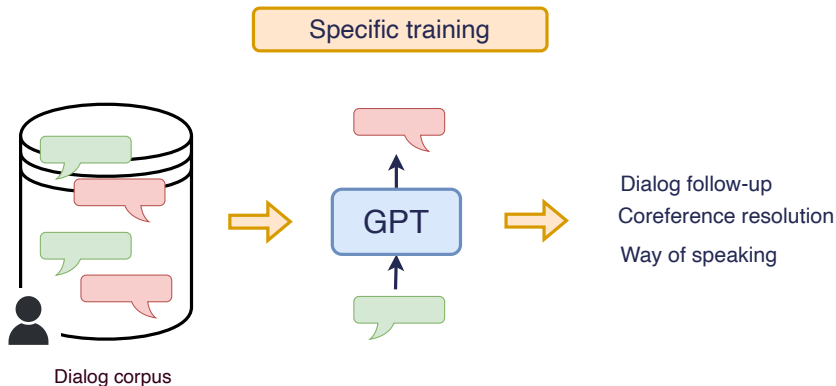 Specific training
GPT
Dialog follow-up
Coreference resolution
Way of speaking
Dialog corpus